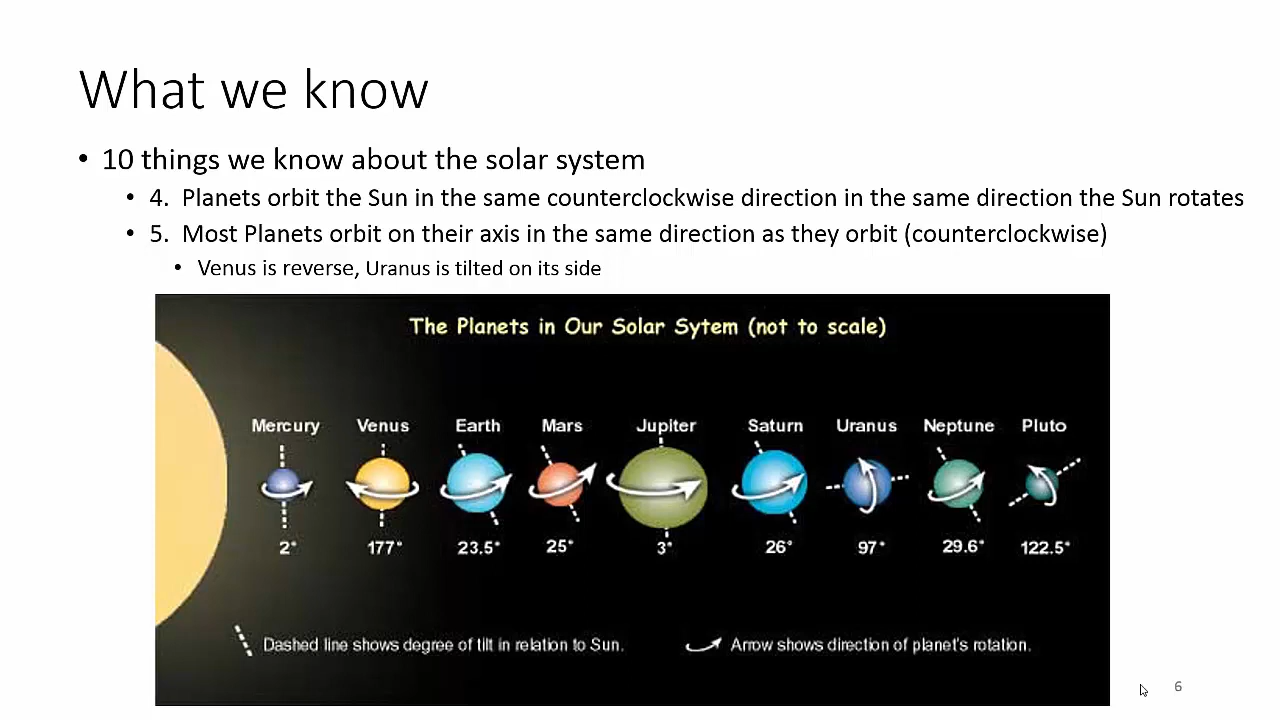 What we know
• 10 things we know about the solar system
• 4. Planets orbit the Sun in the same counterclockwise direction in the same direction the Sun rotates
• 5. Most Planets orbit on their axis in the same direction as they orbit (counterclockwise)
• Venus is reverse, Uranus is tilted on its side
The Planets in Our Solar Sytem (not to scale)
Mercury Venus Earth Mars Jupiter Saturn Uranus Neptune Pluto
2° 177° 23.5° 25° 3° 26° 97° 29.6° 122.5°
Dashed line shows degree of tilt in relation to Sun. Arrow shows direction of planet's rotation.
6